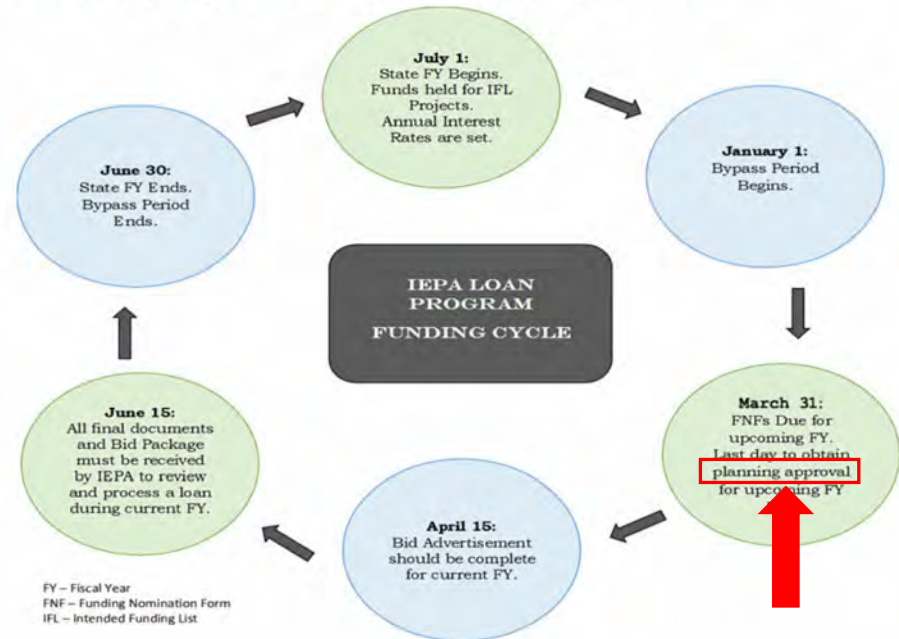 July 1:
State FY Begins.
Funds held for IFL
Projects.
Annual Interest
Rates are set.
January 1:
Bypass Period
Begins.
March 31:
FNFs Due for
upcoming FY.
Last day to obtain
planning approval
for upcoming FY
April 15:
Bid Advertisement
should be complete
for current FY.
June 15:
All final documents
and Bid Package
must be received
by IEPA to review
and process a loan
during current FY.
June 30:
State FY Ends.
Bypass Period
Ends.
IEPA LOAN
PROGRAM
FUNDING CYCLE
FY – Fiscal Year
FNF – Funding Nomination Form
IFL – Intended Funding List